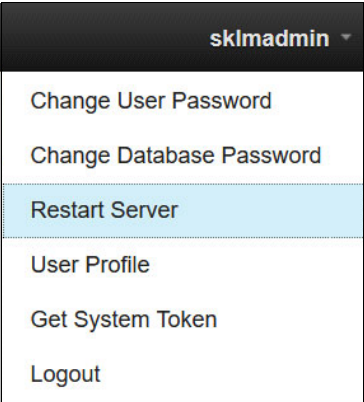 sklmadmin
Change User Password
Change Database Password
Restart Server
User Profile
Get System Token
Logout